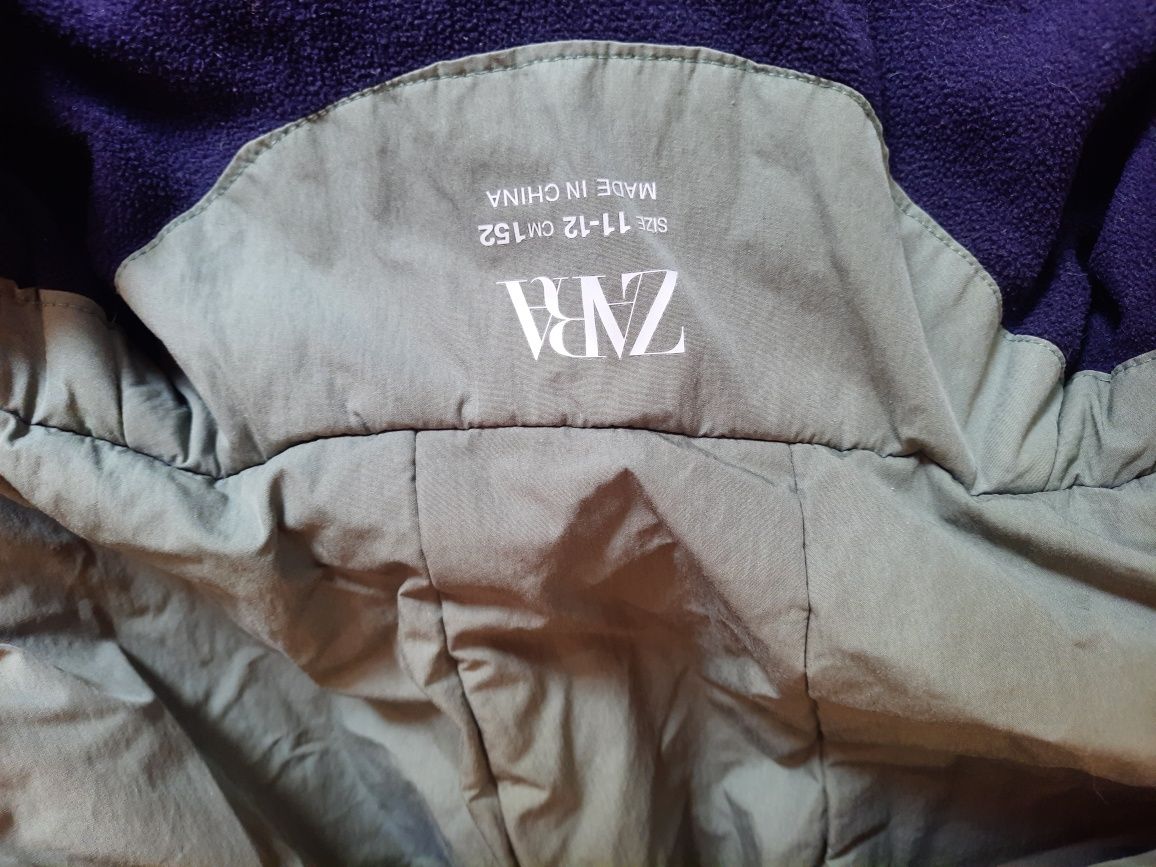 ZARA
SIZE 11-12 CM 152
MADE IN CHINA